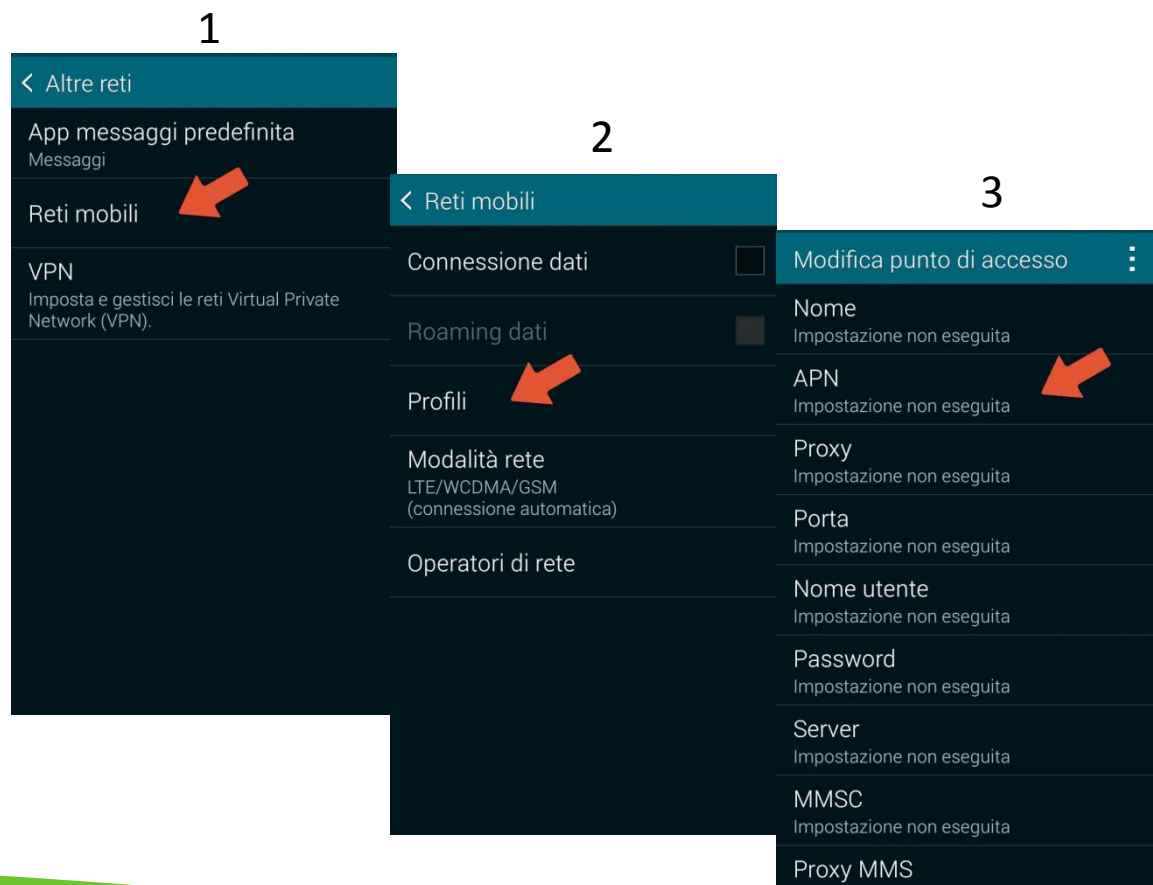 1
Altre reti
App messaggi predefinita
Messaggi
Reti mobili
VPN
Imposta e gestisci le reti Virtual Private
Network (VPN).
2
Reti mobili
Connessione dati
Roaming dati
Profili
Modalità rete
LTE/WCDMA/GSM
(connessione automatica)
Operatori di rete
3
Modifica punto di accesso
Nome
Impostazione non eseguita
APN
Impostazione non eseguita
Proxy
Impostazione non eseguita
Porta
Impostazione non eseguita
Nome utente
Impostazione non eseguita
Password
Impostazione non eseguita
Server
Impostazione non eseguita
MMSC
Impostazione non eseguita
Proxy MMS